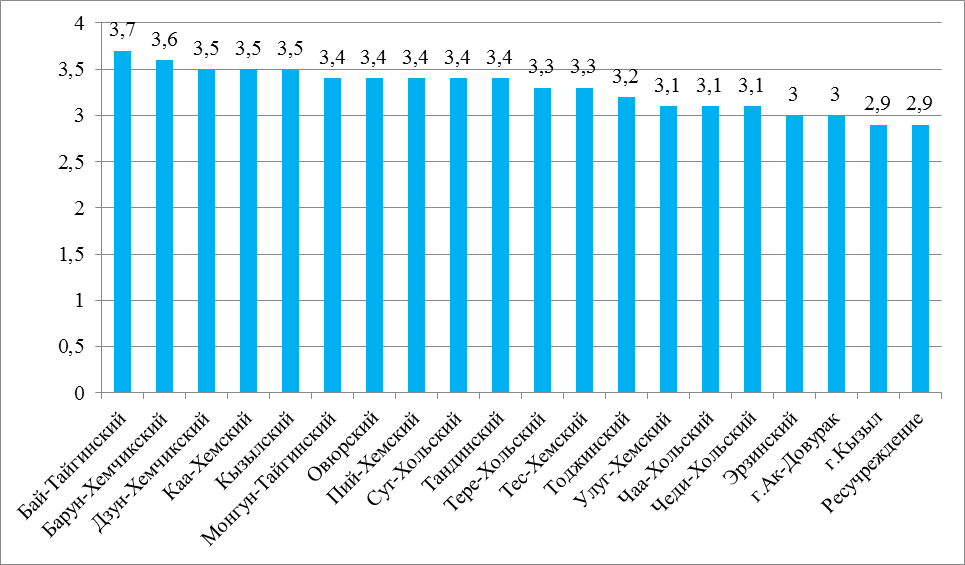 4
3,5
3
2,5
2
1,5
1
0,5
0
3,7
3,6
3,5
3,5
3,5
3,4
3,4
3,4
3,4
3,4
3,3
3,3
3,2
3,1
3,1
3,1
3
3
2,9
2,9
Бай-Тайгинский
Барун-Хемчикский
Дзун-Хемчикский
Каа-Хемский
Кызылский
Монгун-Тайгинский
Овюрский
Пий-Хемский
Сут-Хольский
Тандинский
Тере-Хольский
Тес-Хемский
Тоджинский
Улуг-Хемский
Чаа-Хольский
Чеди-Хольский
Эрзинский
г.Ак-Довурак
г.Кызыл
Ресучреждение